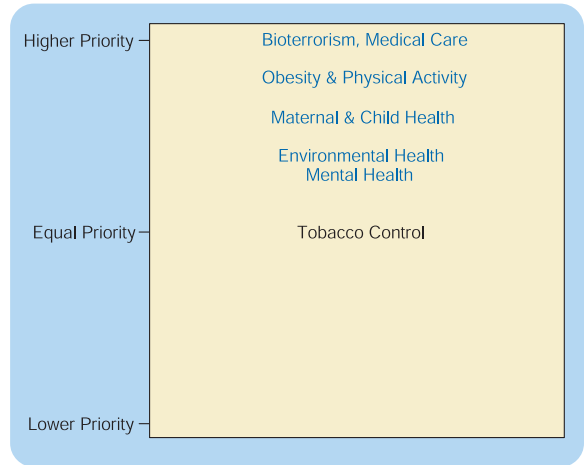 Higher Priority
Bioterrorism, Medical Care
Obesity & Physical Activity
Maternal & Child Health
Environmental Health
Mental Health
Equal Priority
Tobacco Control
Lower Priority